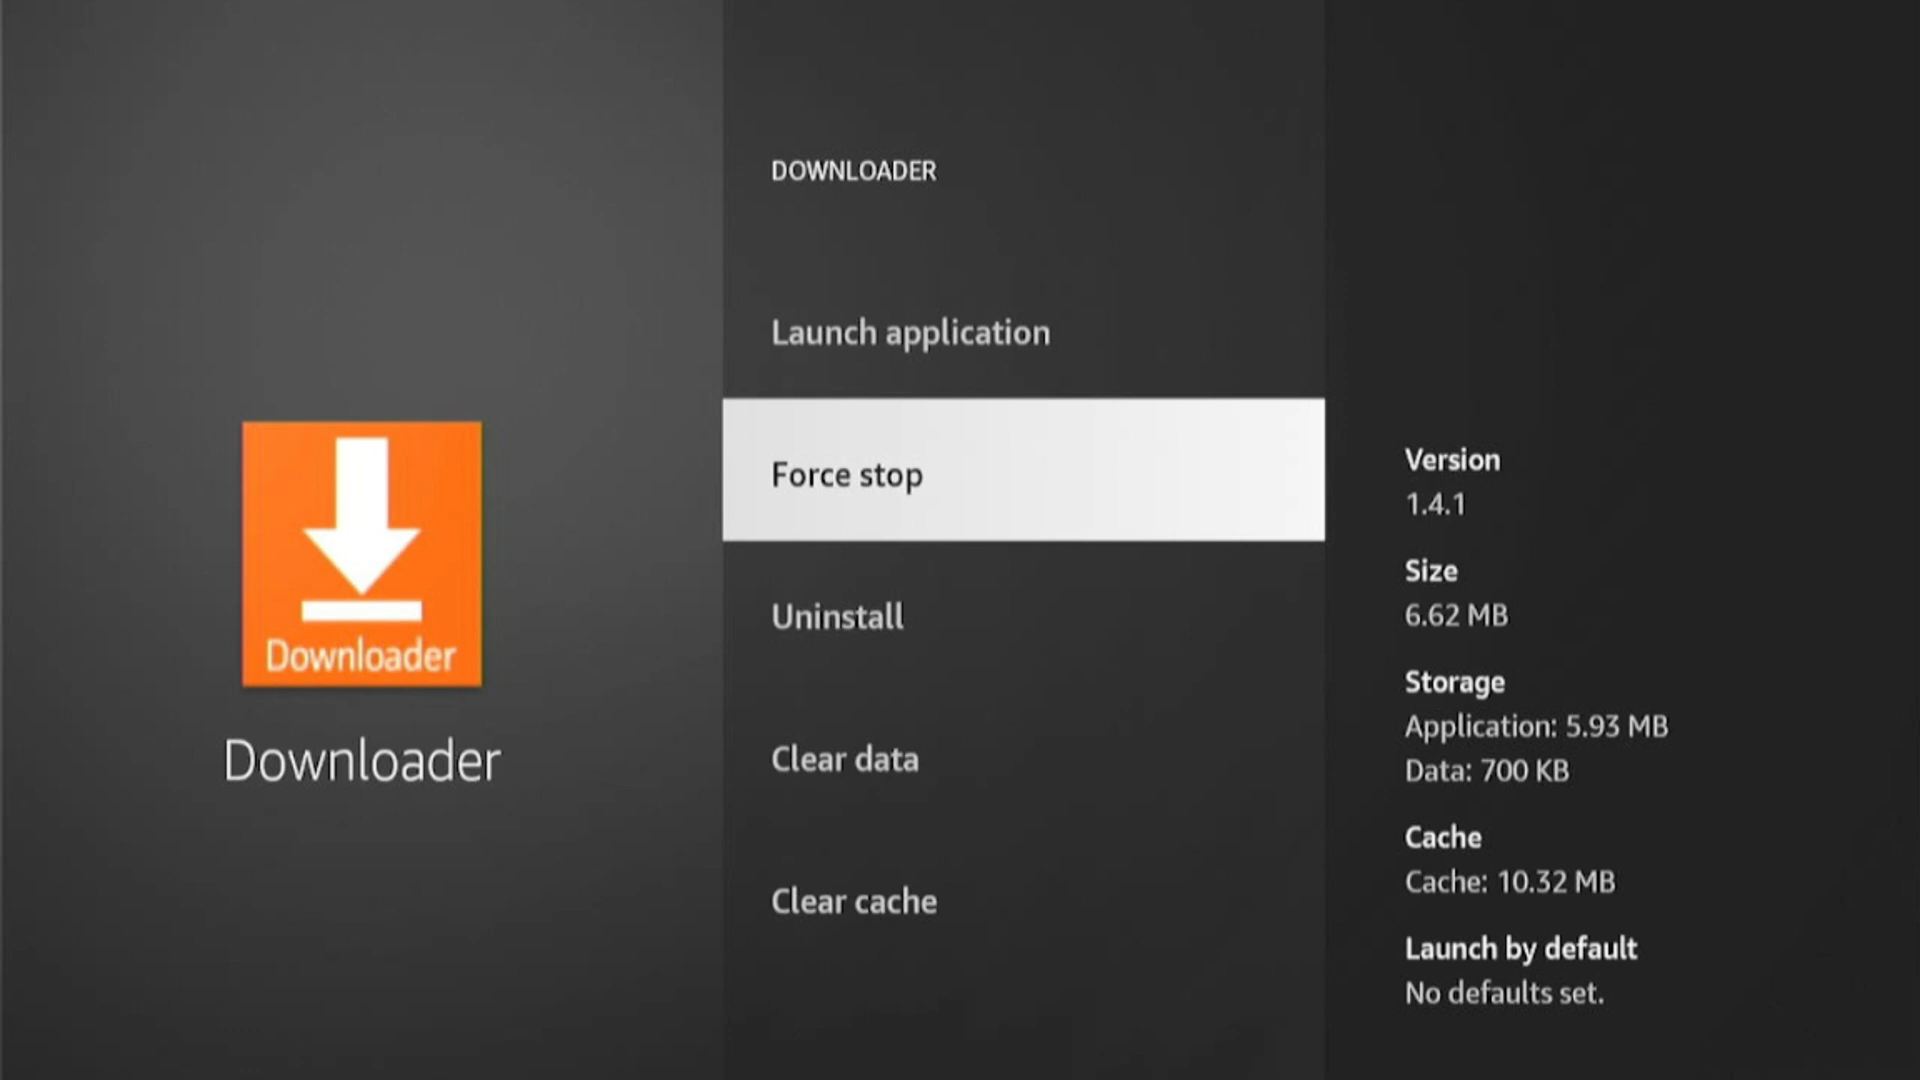 Downloader
Downloader
DOWNLOADER
Launch application
Force stop
Uninstall
Clear data
Clear cache
Version
1.4.1
Size
6.62 MB
Storage
Application: 5.93 MB
Data: 700 KB
Cache
Cache: 10.32 MB
Launch by default
No defaults set.